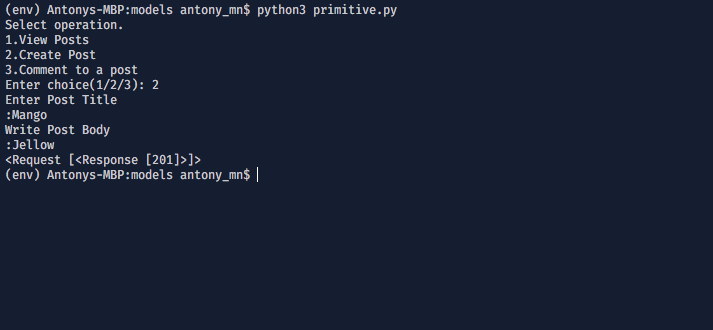 (env) Antonys-MBP:models antony_mn$ python3 primitive.py
Select operation.
1.View Posts
2.Create Post
3.Comment to a post
Enter choice(1/2/3): 2
Enter Post Title
:Mango
Write Post Body
:Jellow
<Request [<Response [201]>]>
(env) Antonys-MBP:models antony_mn$